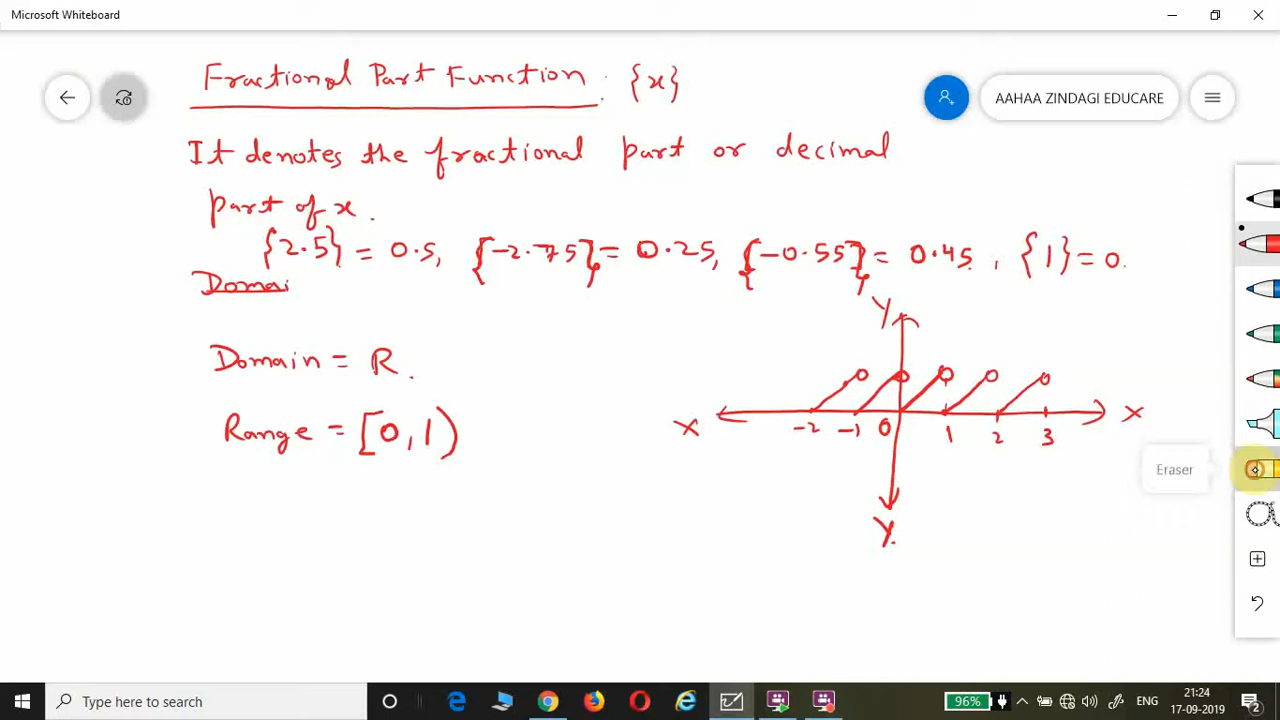 Microsoft Whiteboard
Fractional Part Function : {x}
AAHAA ZINDAGI EDUCARE
It denotes the fractional part or decimal
part of x.
{2.5} = 0.5, {-2.75} = 0.25, {-0.55} = 0.45, {1} = 0.
Domai
Y
Domain = R.
X -2 -1 0 1 2 3 X
Range = [0,1)
Eraser
Y.
Type here to search
96%
ENG
21:24
17-09-2019
2